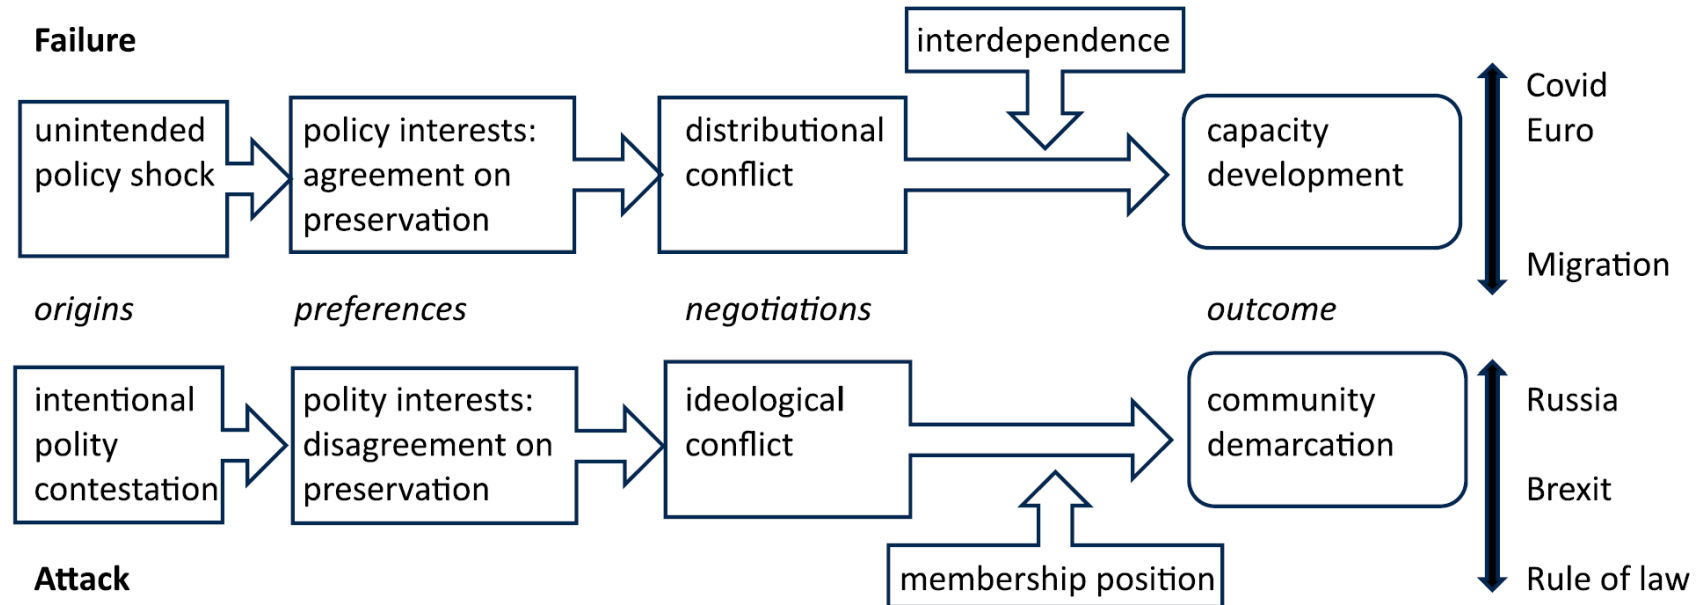 Failure
interdependence
unintended
policy shock
policy interests:
agreement on
preservation
distributional
conflict
capacity
development
Covid
Euro
Migration
origins
preferences
negotiations
outcome
intentional
polity
contestation
polity interests:
disagreement on
preservation
ideological
conflict
community
demarcation
Russia
Brexit
Rule of law
Attack
membership position